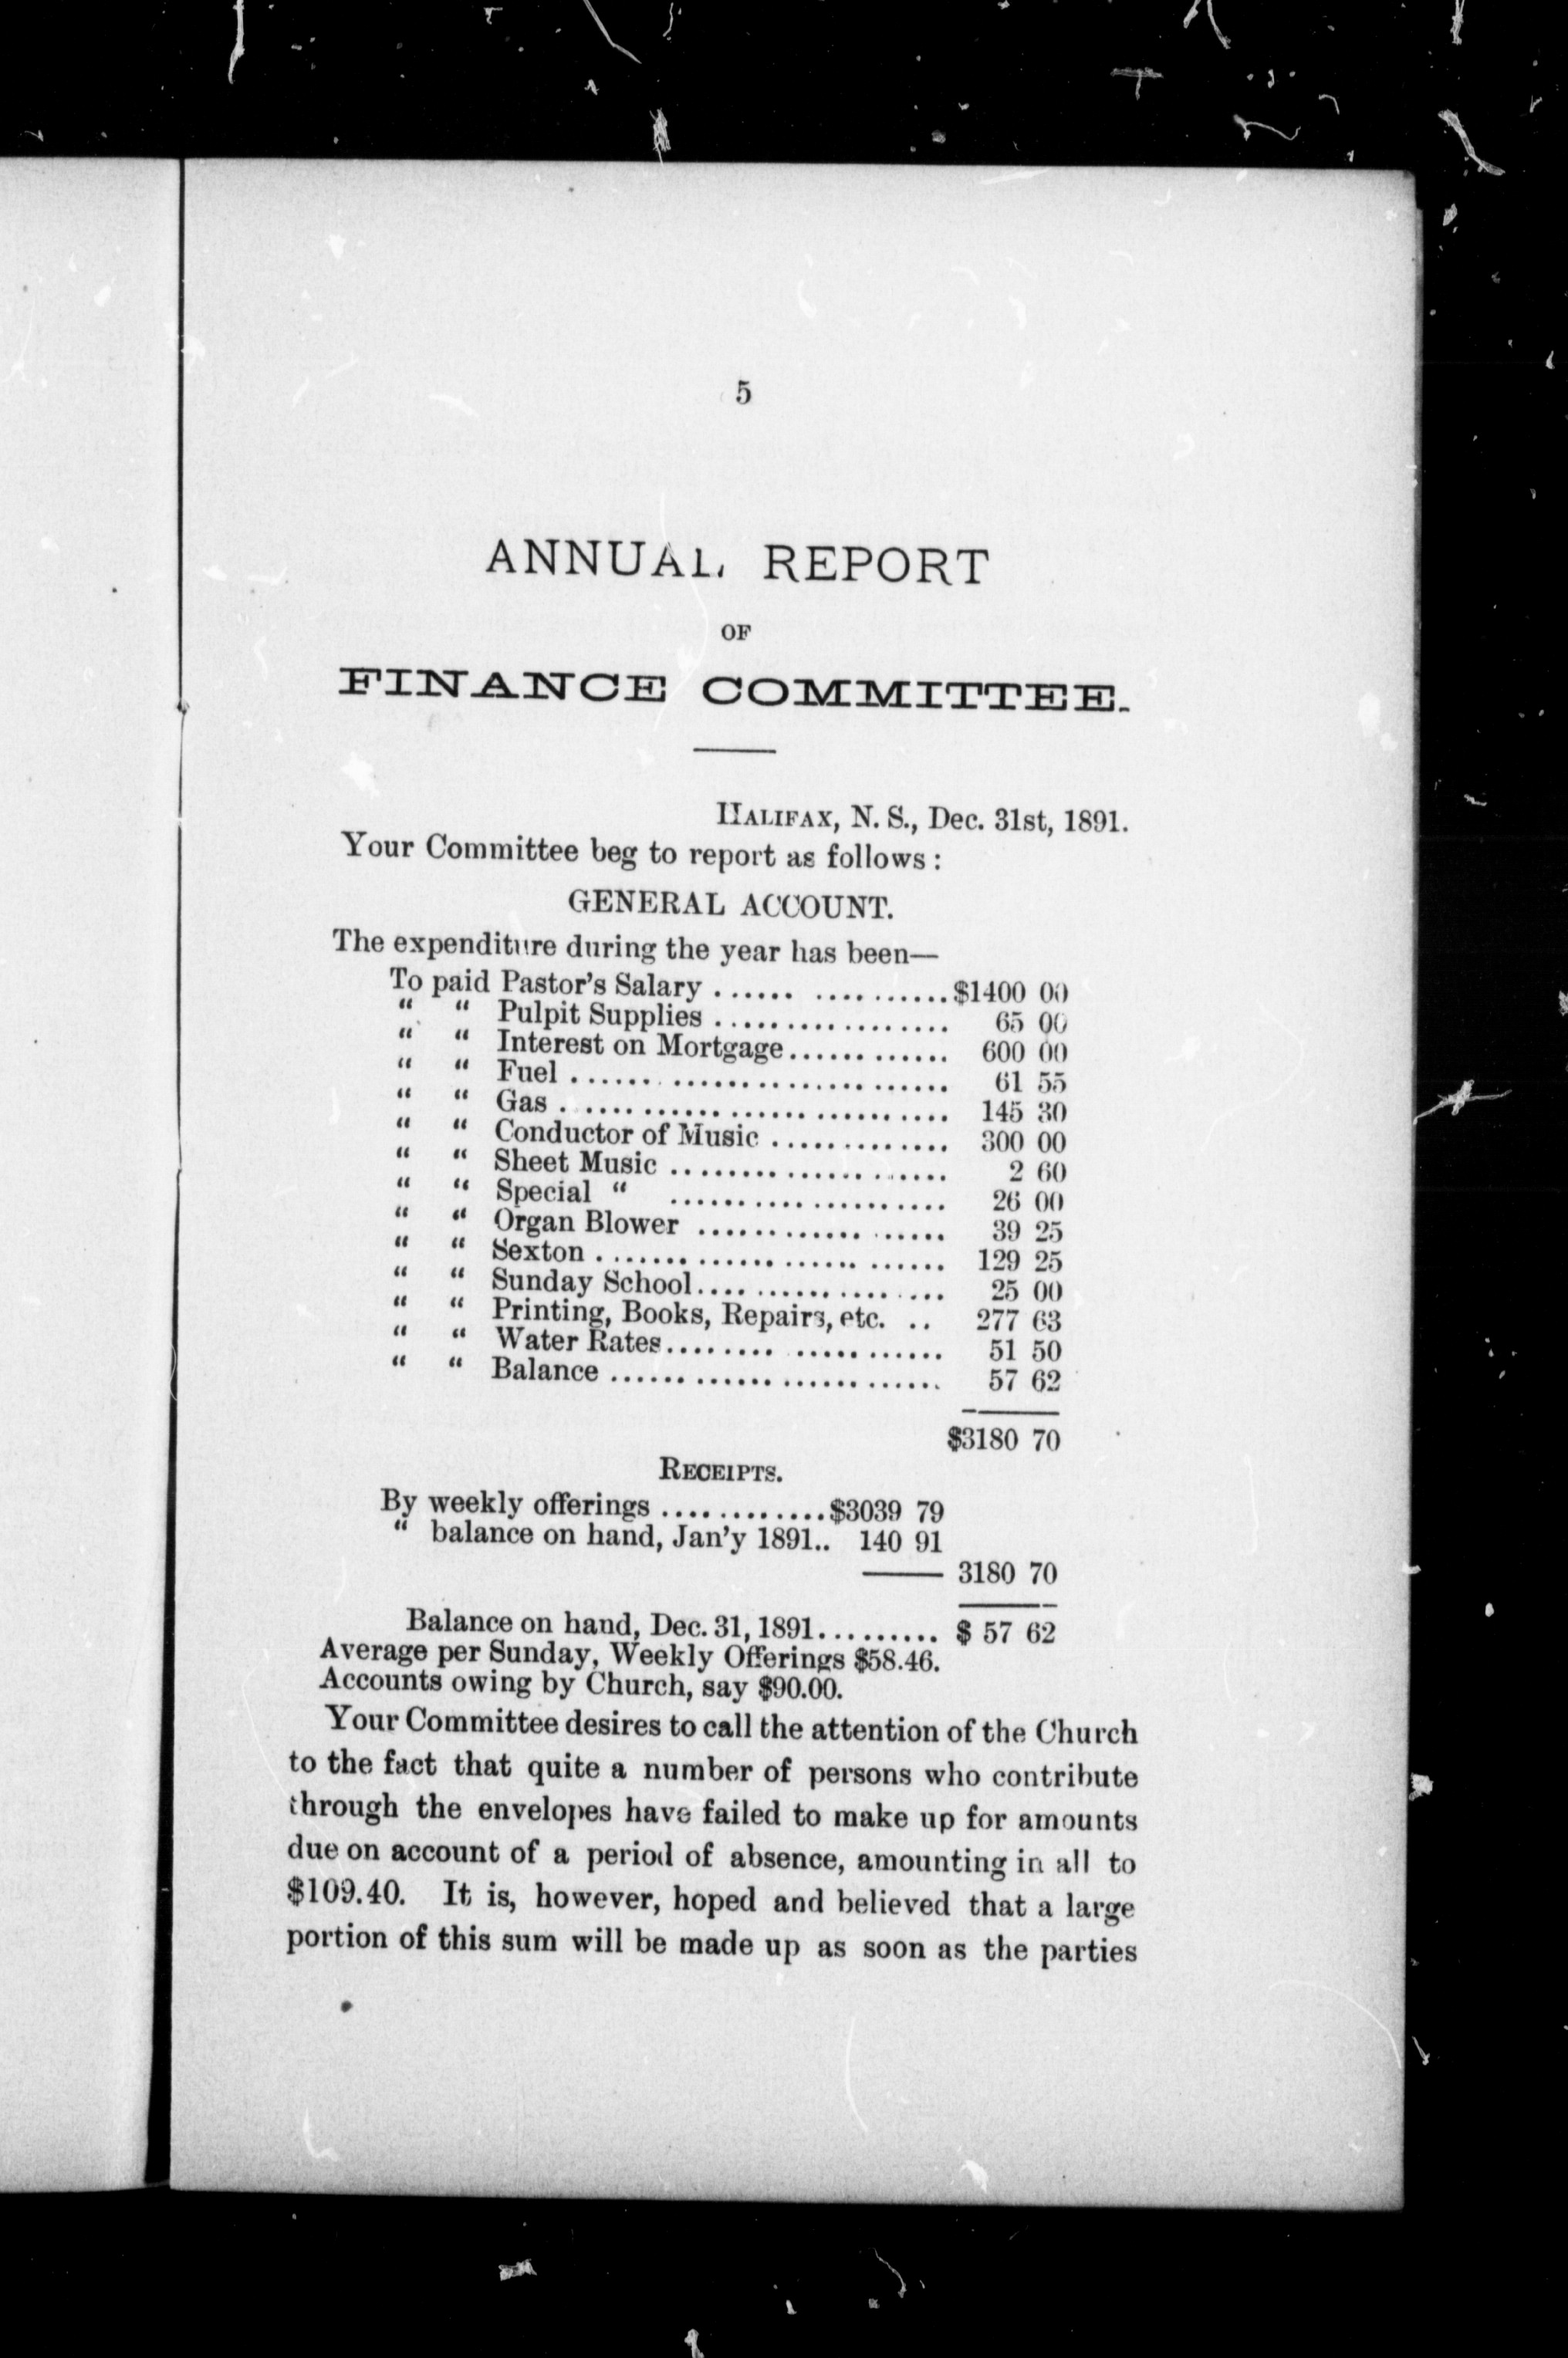 5
ANNUAL REPORT
OF
FINANCE COMMITTEE.
HALIFAX, N. S., Dec. 31st, 1891.
Your Committee beg to report as follows:
GENERAL ACCOUNT.
The expenditure during the year has been—
To paid Pastor's Salary ...... .......... $1400 00
“ “ Pulpit Supplies .................. 65 00
“ “ Interest on Mortgage............ 600 00
“ “ Fuel ............................ 61 55
“ “ Gas ............................. 145 30
“ “ Conductor of Music ............. 300 00
“ “ Sheet Music .................... 2 60
“ “ Special “ .................... 26 00
“ “ Organ Blower .................. 39 25
“ “ Sexton ......................... 129 25
“ “ Sunday School.................. 25 00
“ “ Printing, Books, Repairs, etc. .. 277 63
“ “ Water Rates.................... 51 50
“ “ Balance ........................ 57 62
$3180 70
RECEIPTS.
By weekly offerings ............$3039 79
“ balance on hand, Jan'y 1891.. 140 91
3180 70
Balance on hand, Dec. 31, 1891......... $ 57 62
Average per Sunday, Weekly Offerings $58.46.
Accounts owing by Church, say $90.00.
Your Committee desires to call the attention of the Church
to the fact that quite a number of persons who contribute
through the envelopes have failed to make up for amounts
due on account of a period of absence, amounting in all to
$109.40. It is, however, hoped and believed that a large
portion of this sum will be made up as soon as the parties